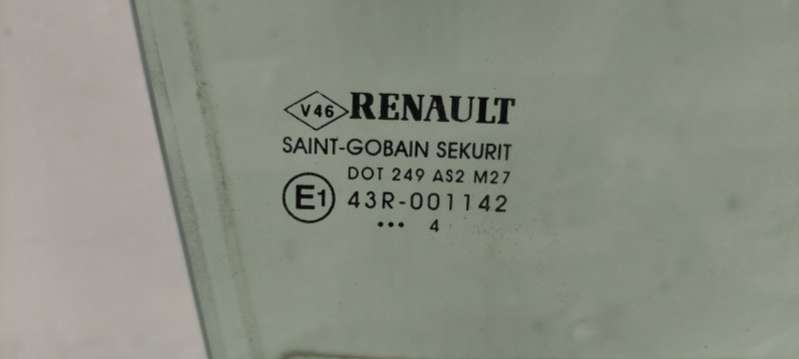 V46 RENAULT
SAINT-GOBAIN SEKURIT
DOT 249 AS2 M27
E1 43R-001142
... 4